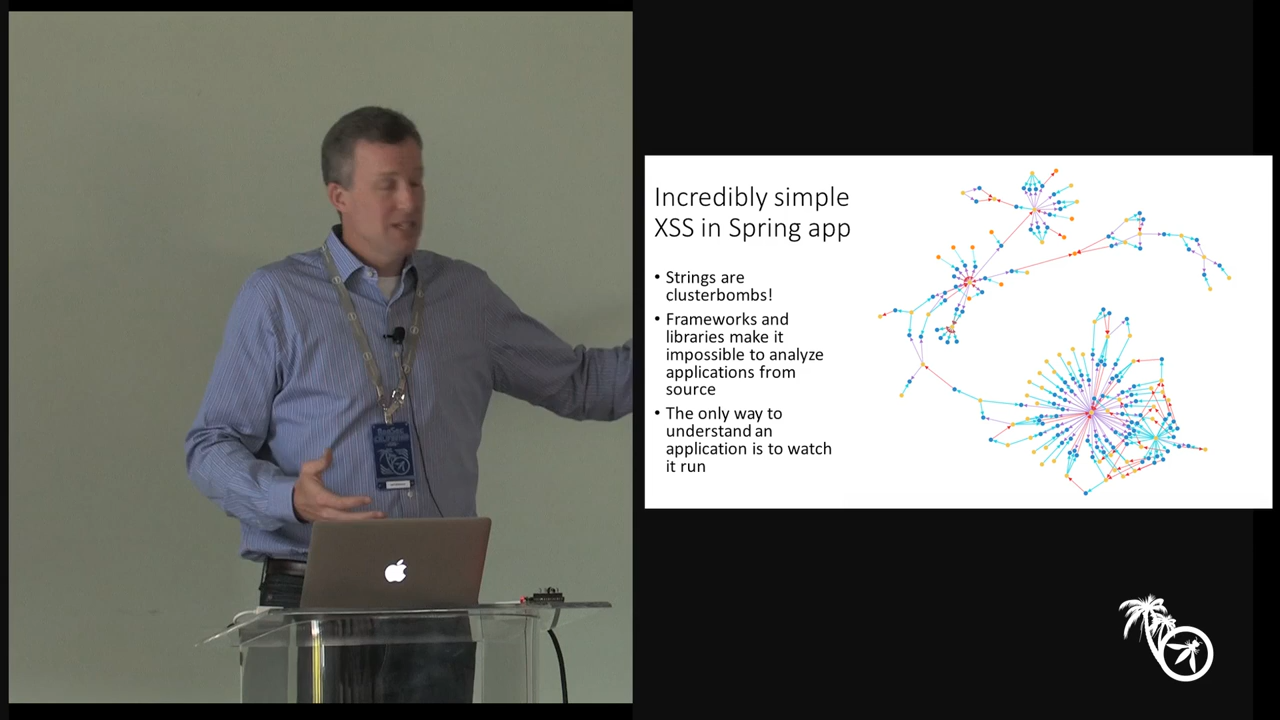 Incredibly simple
XSS in Spring app
• Strings are
clusterbombs!
• Frameworks and
libraries make it
impossible to analyze
applications from
source
• The only way to
understand an
application is to watch
it run